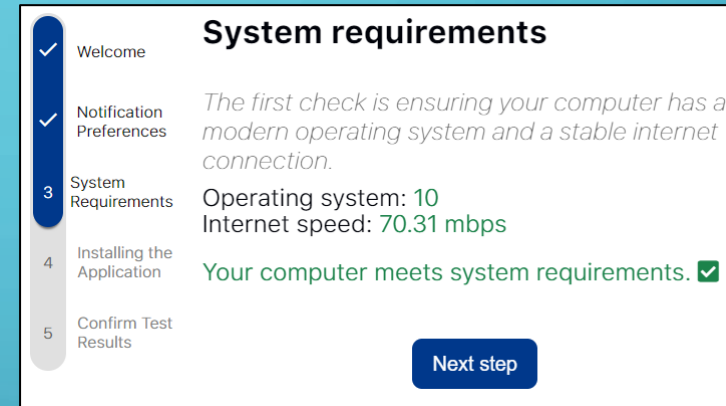 System requirements
Welcome
Notification
Preferences
3
System
Requirements
4
Installing the
Application
5
Confirm Test
Results
The first check is ensuring your computer has a
modern operating system and a stable internet
connection.
Operating system: 10
Internet speed: 70.31 mbps
Your computer meets system requirements.
Next step